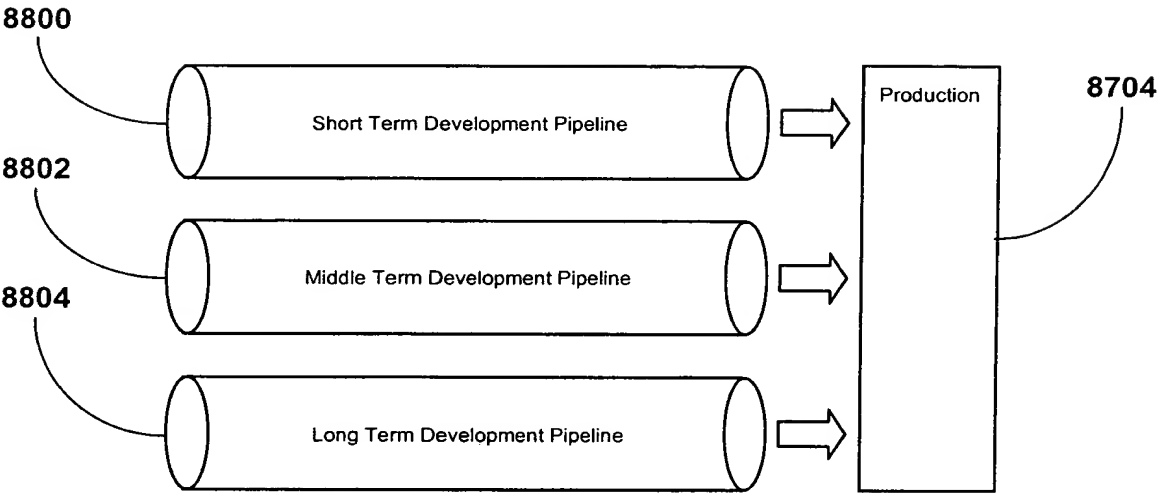 8800
Short Term Development Pipeline
Production
8704
8802
Middle Term Development Pipeline
8804
Long Term Development Pipeline